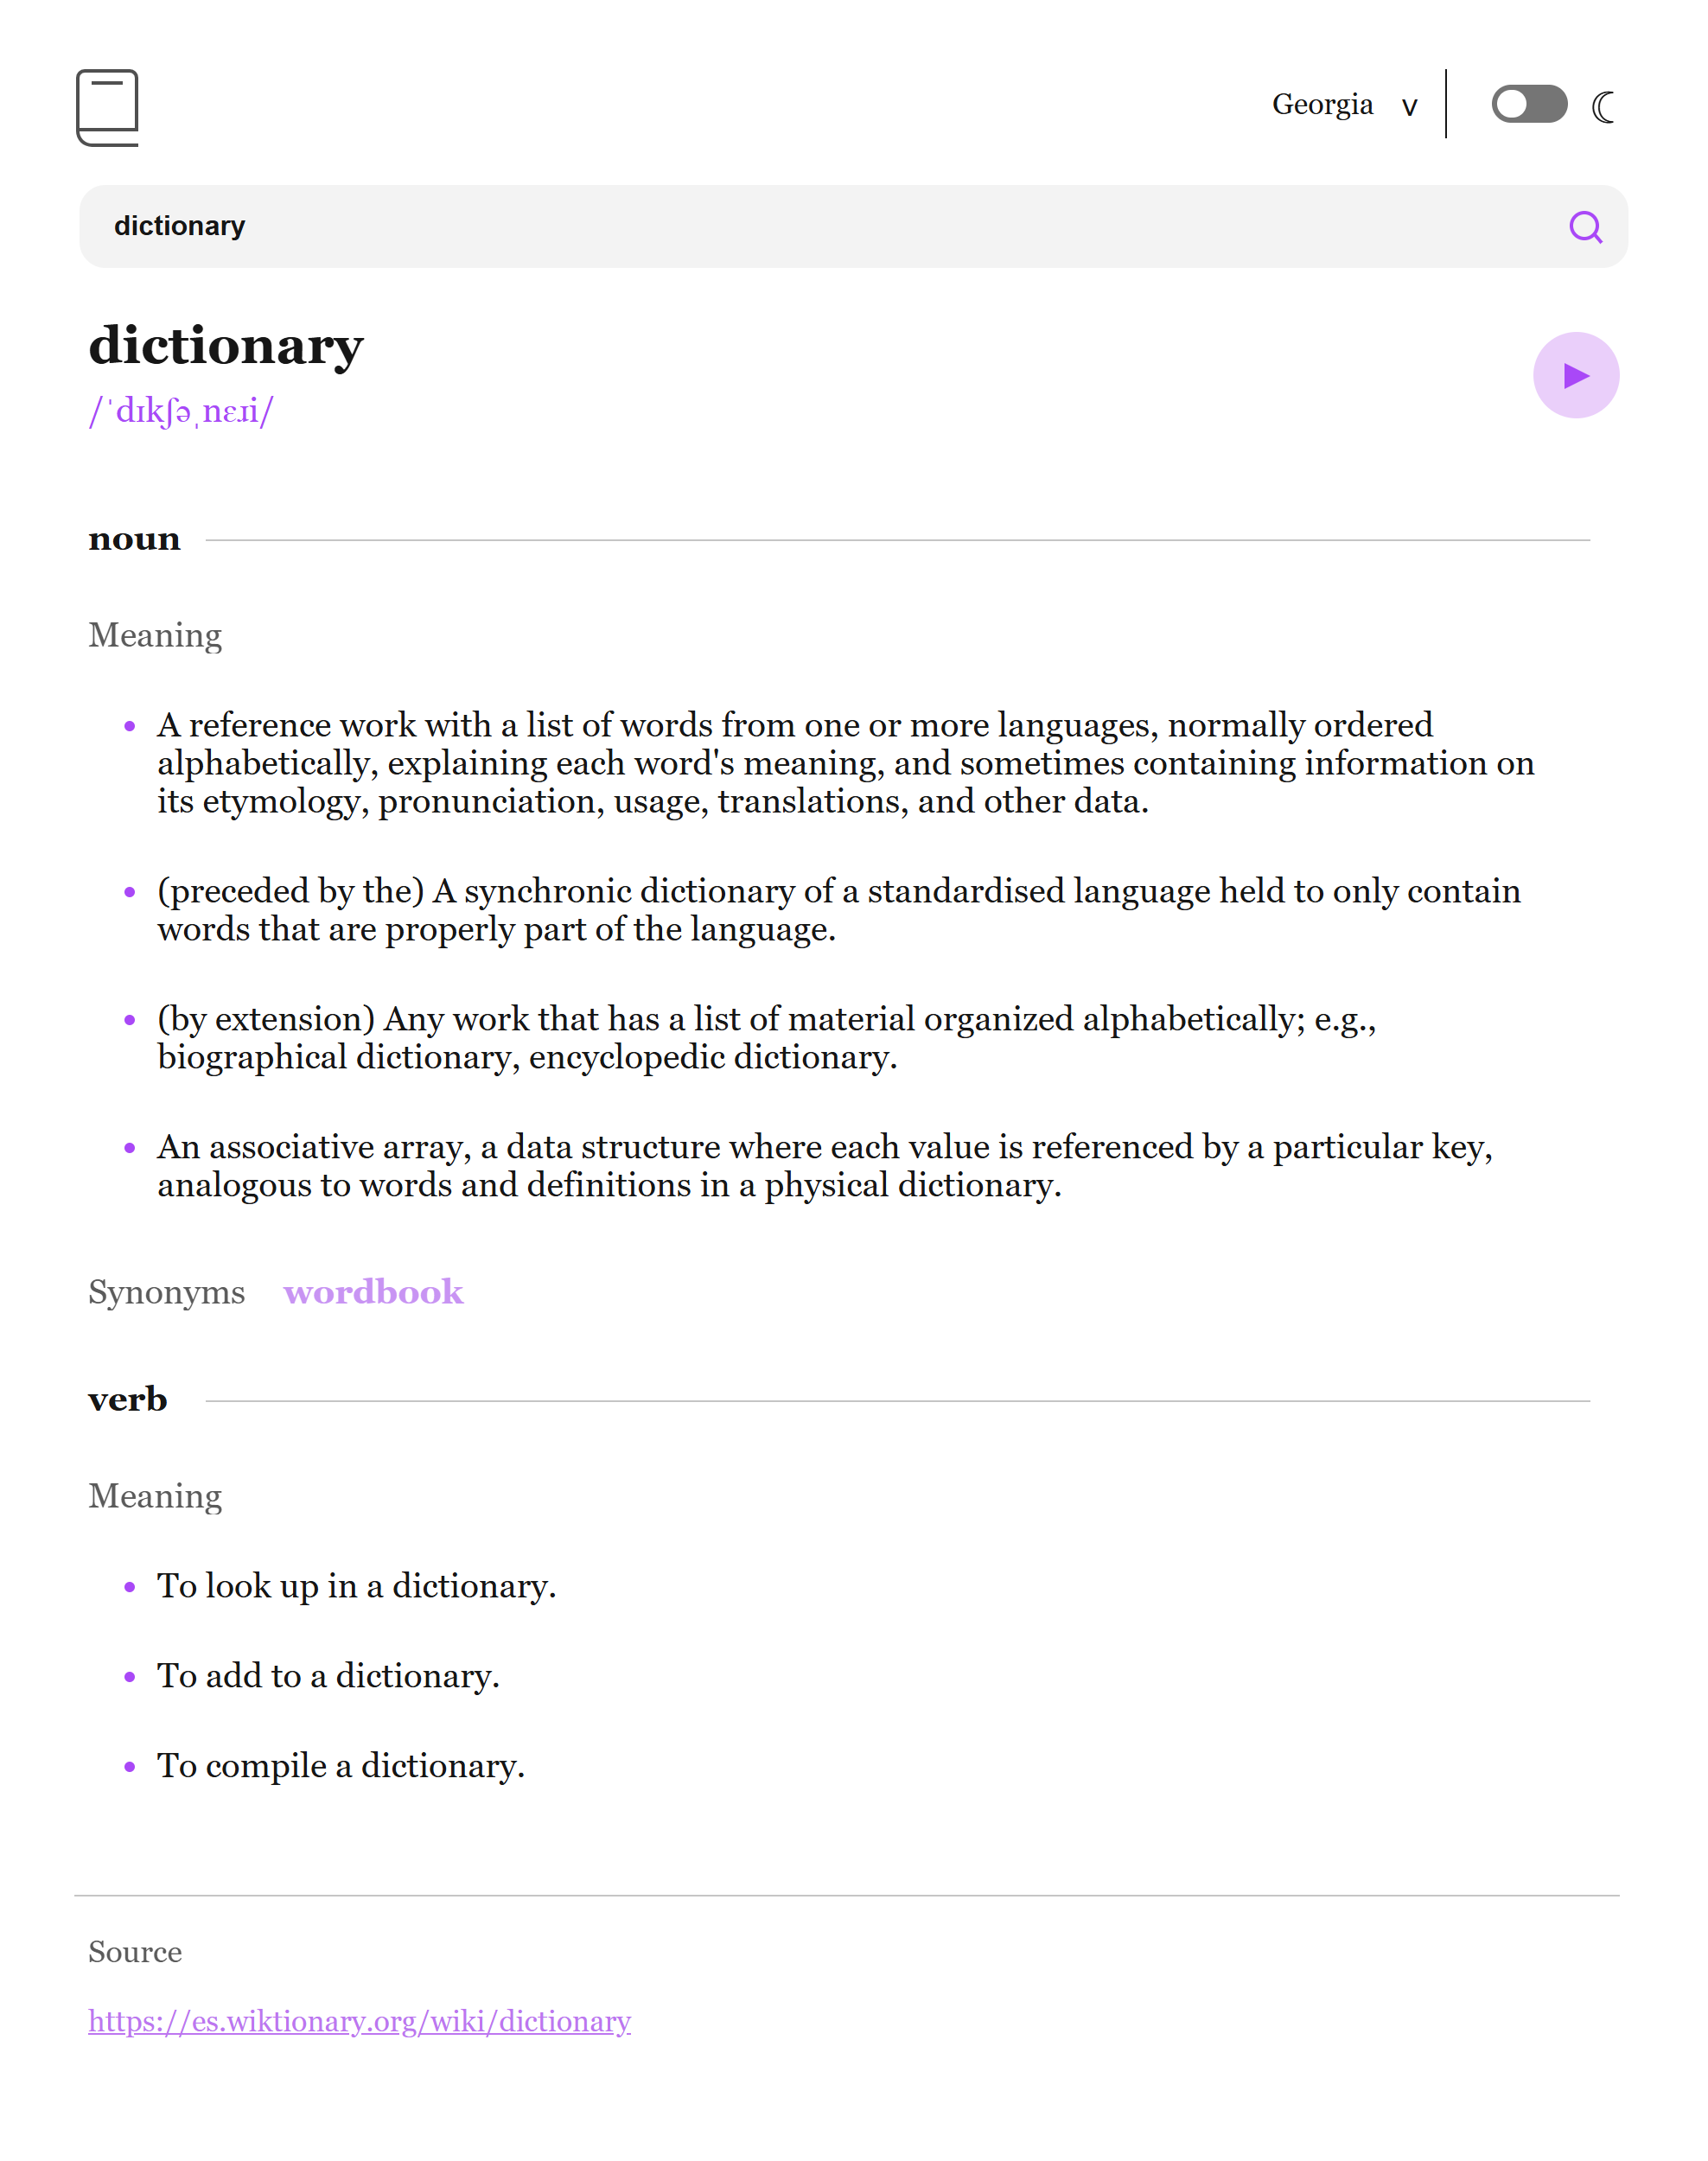 Georgia v
dictionary
dictionary
/ˈdɪkʃəˌnɛɹi/
noun
Meaning
A reference work with a list of words from one or more languages, normally ordered
alphabetically, explaining each word's meaning, and sometimes containing information on
its etymology, pronunciation, usage, translations, and other data.
(preceded by the) A synchronic dictionary of a standardised language held to only contain
words that are properly part of the language.
(by extension) Any work that has a list of material organized alphabetically; e.g.,
biographical dictionary, encyclopedic dictionary.
An associative array, a data structure where each value is referenced by a particular key,
analogous to words and definitions in a physical dictionary.
Synonyms wordbook
verb
Meaning
To look up in a dictionary.
To add to a dictionary.
To compile a dictionary.
Source
https://es.wiktionary.org/wiki/dictionary